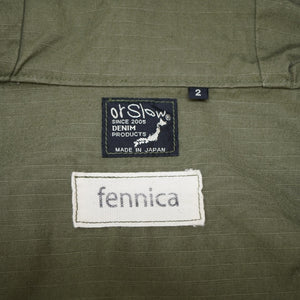 orSlow®
SINCE 2005
DENIM
PRODUCTS
MADE IN JAPAN
2
fennica